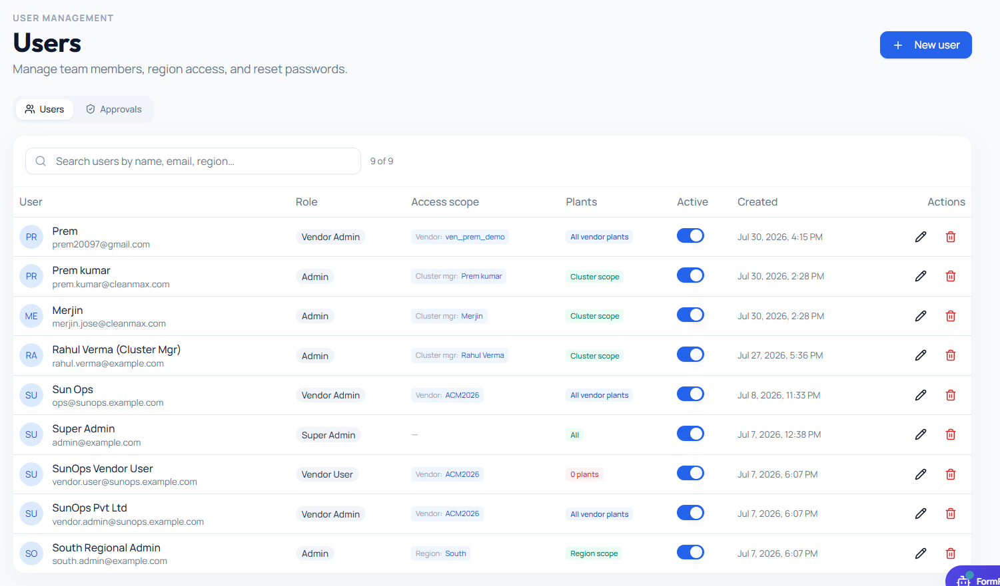 USER MANAGEMENT
Users
Manage team members, region access, and reset passwords.
New user
Users Approvals
Search users by name, email, region... 9 of 9
User Role Access scope Plants Active Created Actions
PR Prem Vendor Admin Vendor: ven_prem_demo All vendor plants Jul 30, 2026, 4:15 PM
prem20097@gmail.com
PR Prem kumar Admin Cluster mgr: Prem kumar Cluster scope Jul 30, 2026, 2:28 PM
prem.kumar@cleanmax.com
ME Merjin Admin Cluster mgr: Merjin Cluster scope Jul 30, 2026, 2:28 PM
merjin.jose@cleanmax.com
RA Rahul Verma (Cluster Mgr) Admin Cluster mgr: Rahul Verma Cluster scope Jul 27, 2026, 5:36 PM
rahul.verma@example.com
SU Sun Ops Vendor Admin Vendor: ACM2026 All vendor plants Jul 8, 2026, 11:33 PM
ops@sunops.example.com
SU Super Admin Super Admin — All Jul 7, 2026, 12:38 PM
admin@example.com
SU SunOps Vendor User Vendor User Vendor: ACM2026 0 plants Jul 7, 2026, 6:07 PM
vendor.user@sunops.example.com
SU SunOps Pvt Ltd Vendor Admin Vendor: ACM2026 All vendor plants Jul 7, 2026, 6:07 PM
vendor.admin@sunops.example.com
SO South Regional Admin Admin Region: South Region scope Jul 7, 2026, 6:07 PM
south.admin@example.com